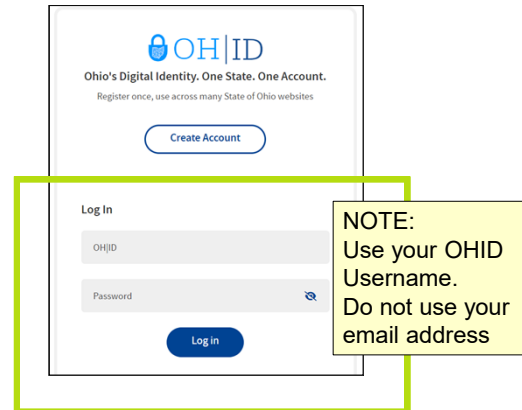 OH|ID
Ohio's Digital Identity. One State. One Account.
Register once, use across many State of Ohio websites
Create Account
Log In
OH|ID
Password
Log in
NOTE:
Use your OHID
Username.
Do not use your
email address